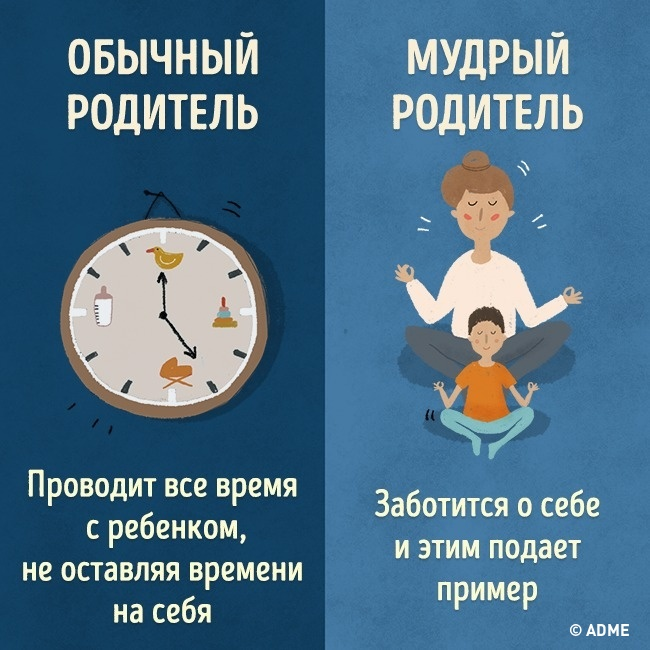 ОБЫЧНЫЙ
РОДИТЕЛЬ
Проводит все время
с ребенком,
не оставляя времени
на себя
МУДРЫЙ
РОДИТЕЛЬ
Заботится о себе
и этим подает
пример
© ADME